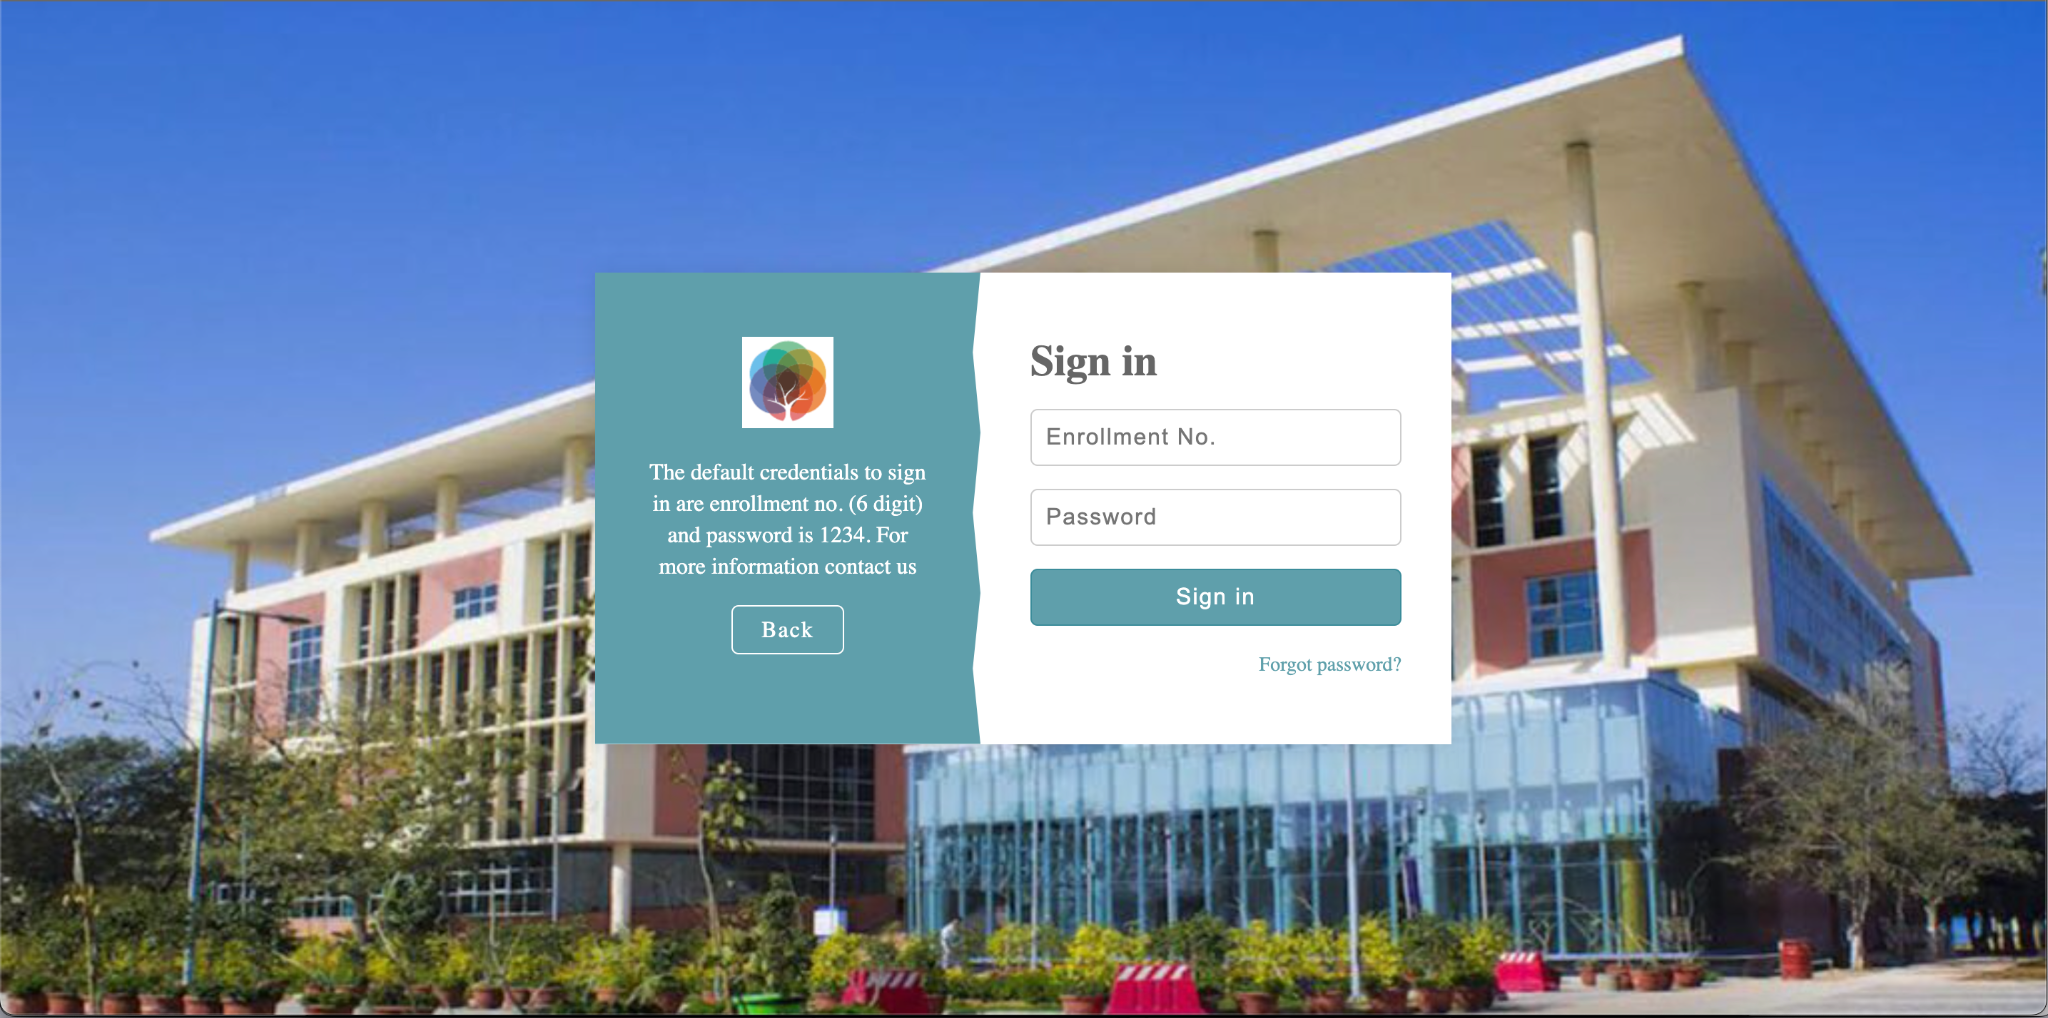 The default credentials to sign
in are enrollment no. (6 digit)
and password is 1234. For
more information contact us
Back
Sign in
Enrollment No.
Password
Sign in
Forgot password?